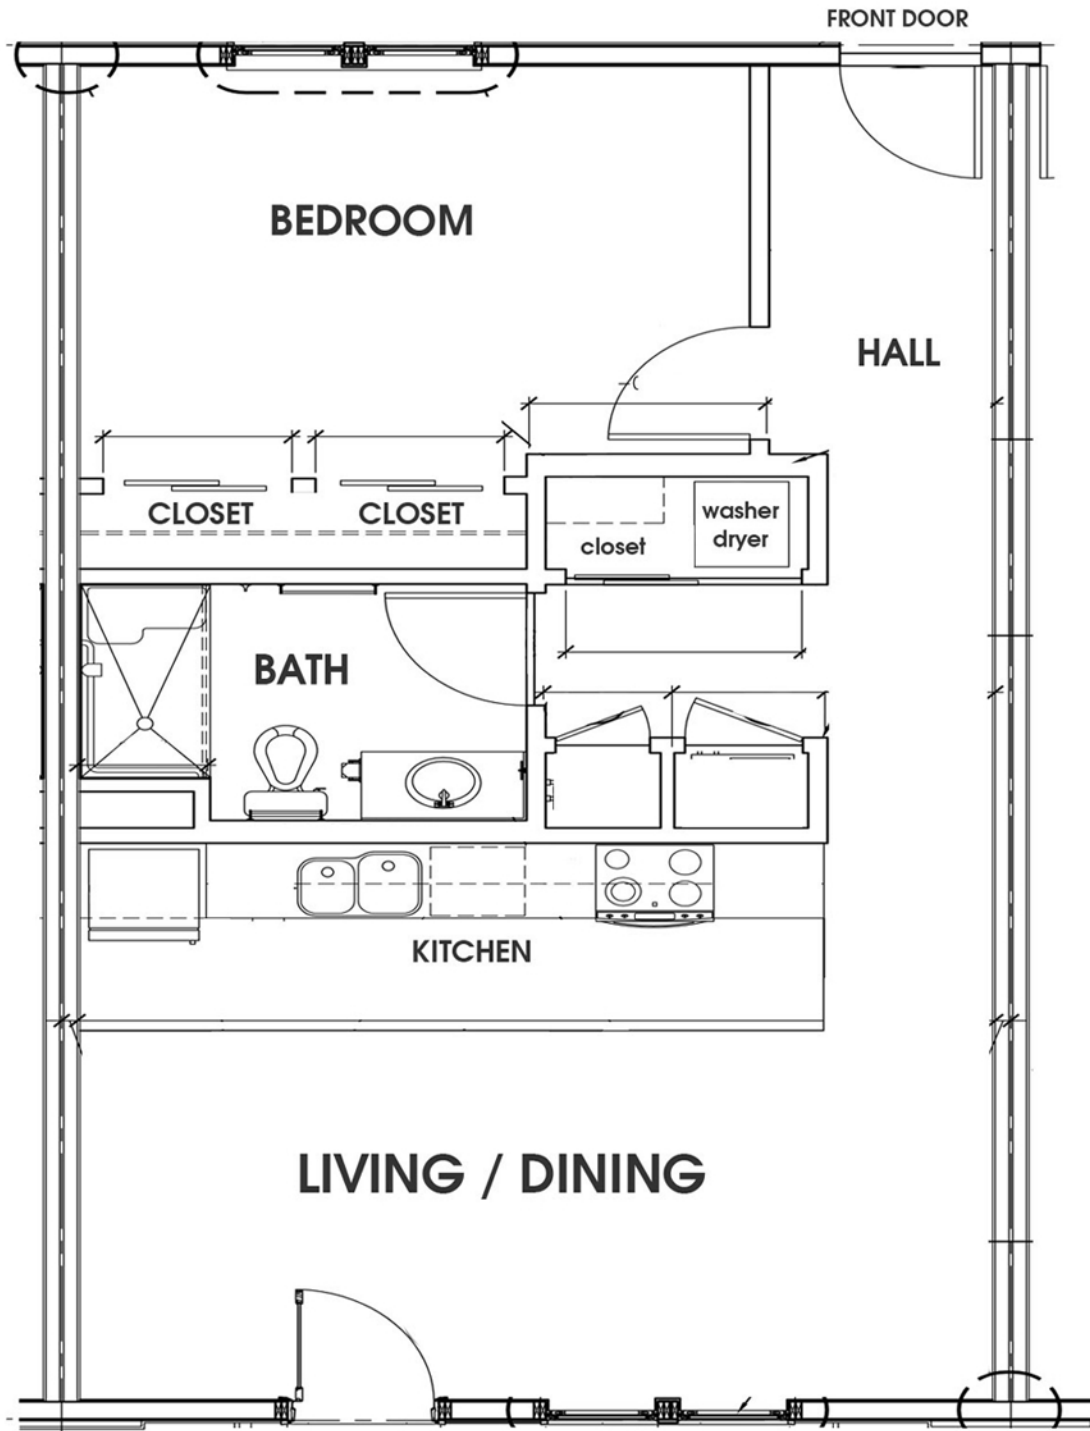 FRONT DOOR
BEDROOM
HALL
CLOSET
CLOSET
closet
washer
dryer
BATH
KITCHEN
LIVING / DINING